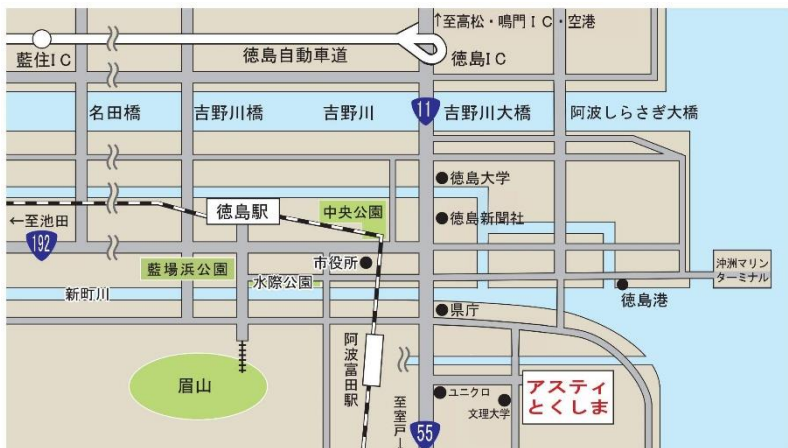 ↑至高松・鳴門IC・空港
藍住IC
徳島自動車道
徳島IC
名田橋
吉野川橋
吉野川
11
吉野川大橋
阿波しらさぎ大橋
徳島大学
徳島駅
中央公園
←至池田
徳島新聞社
192
藍場浜公園
市役所
水際公園
沖洲マリン
ターミナル
新町川
徳島港
県庁
阿波富田駅
眉山
ユニクロ
文理大学
アスティ
とくしま
至室戸→
55